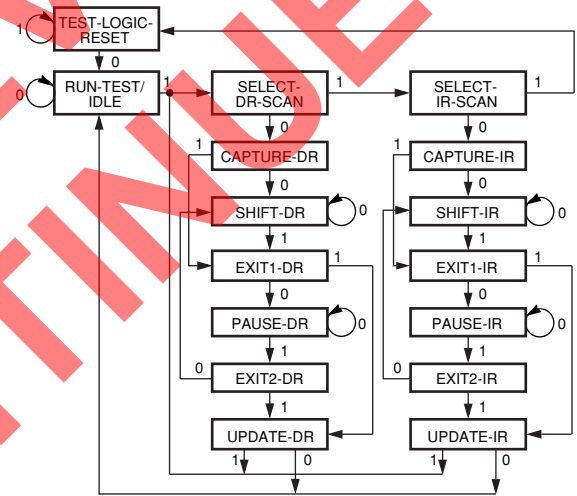 TEST-LOGIC-
RESET
1
0
RUN-TEST/
IDLE
0
1
SELECT-
DR-SCAN
1
SELECT-
IR-SCAN
1
0
0
1
CAPTURE-DR
1
CAPTURE-IR
0
0
SHIFT-DR
0
SHIFT-IR
0
1
1
EXIT1-DR
1
EXIT1-IR
1
0
0
PAUSE-DR
0
PAUSE-IR
0
1
1
0
EXIT2-DR
0
EXIT2-IR
1
1
UPDATE-DR
UPDATE-IR
1
0
1
0